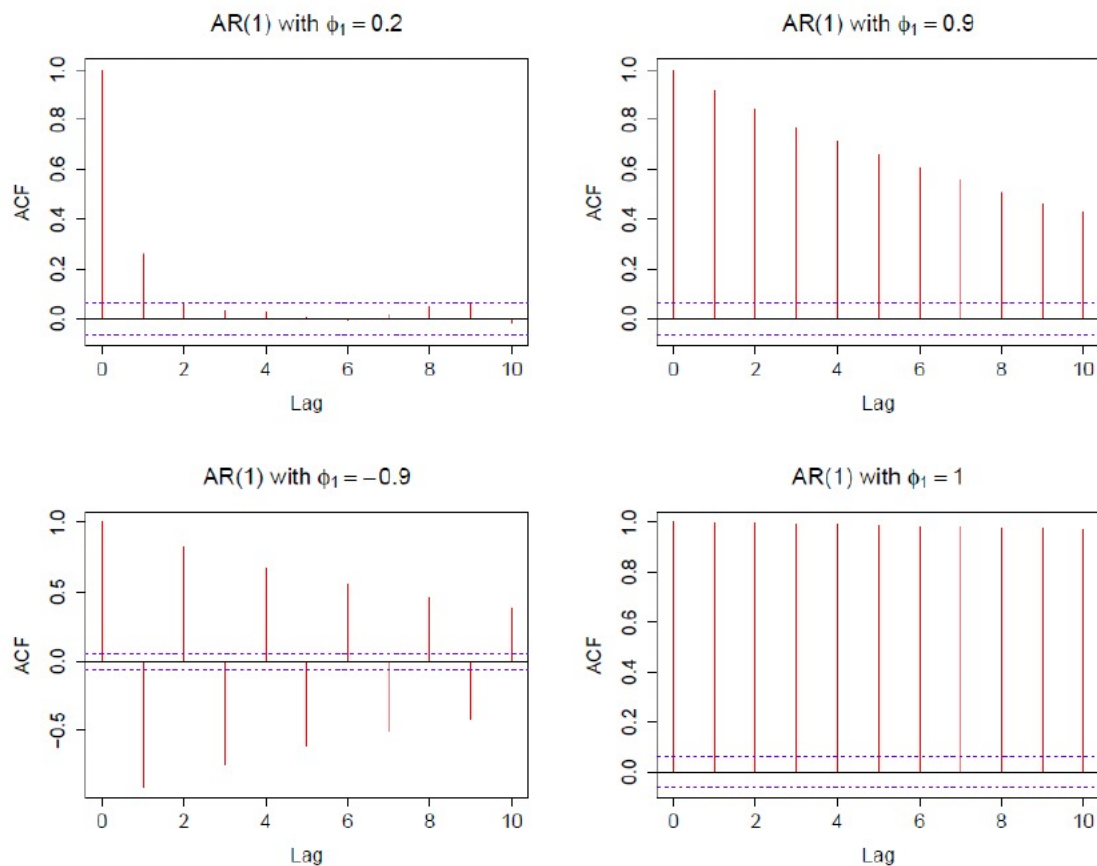 AR(1) with ϕ₁ = 0.2
ACF
1.0
0.8
0.6
0.4
0.2
0.0
0 2 4 6 8 10
Lag
AR(1) with ϕ₁ = 0.9
ACF
1.0
0.8
0.6
0.4
0.2
0.0
0 2 4 6 8 10
Lag
AR(1) with ϕ₁ = −0.9
ACF
1.0
0.5
0.0
−0.5
0 2 4 6 8 10
Lag
AR(1) with ϕ₁ = 1
ACF
1.0
0.8
0.6
0.4
0.2
0.0
0 2 4 6 8 10
Lag